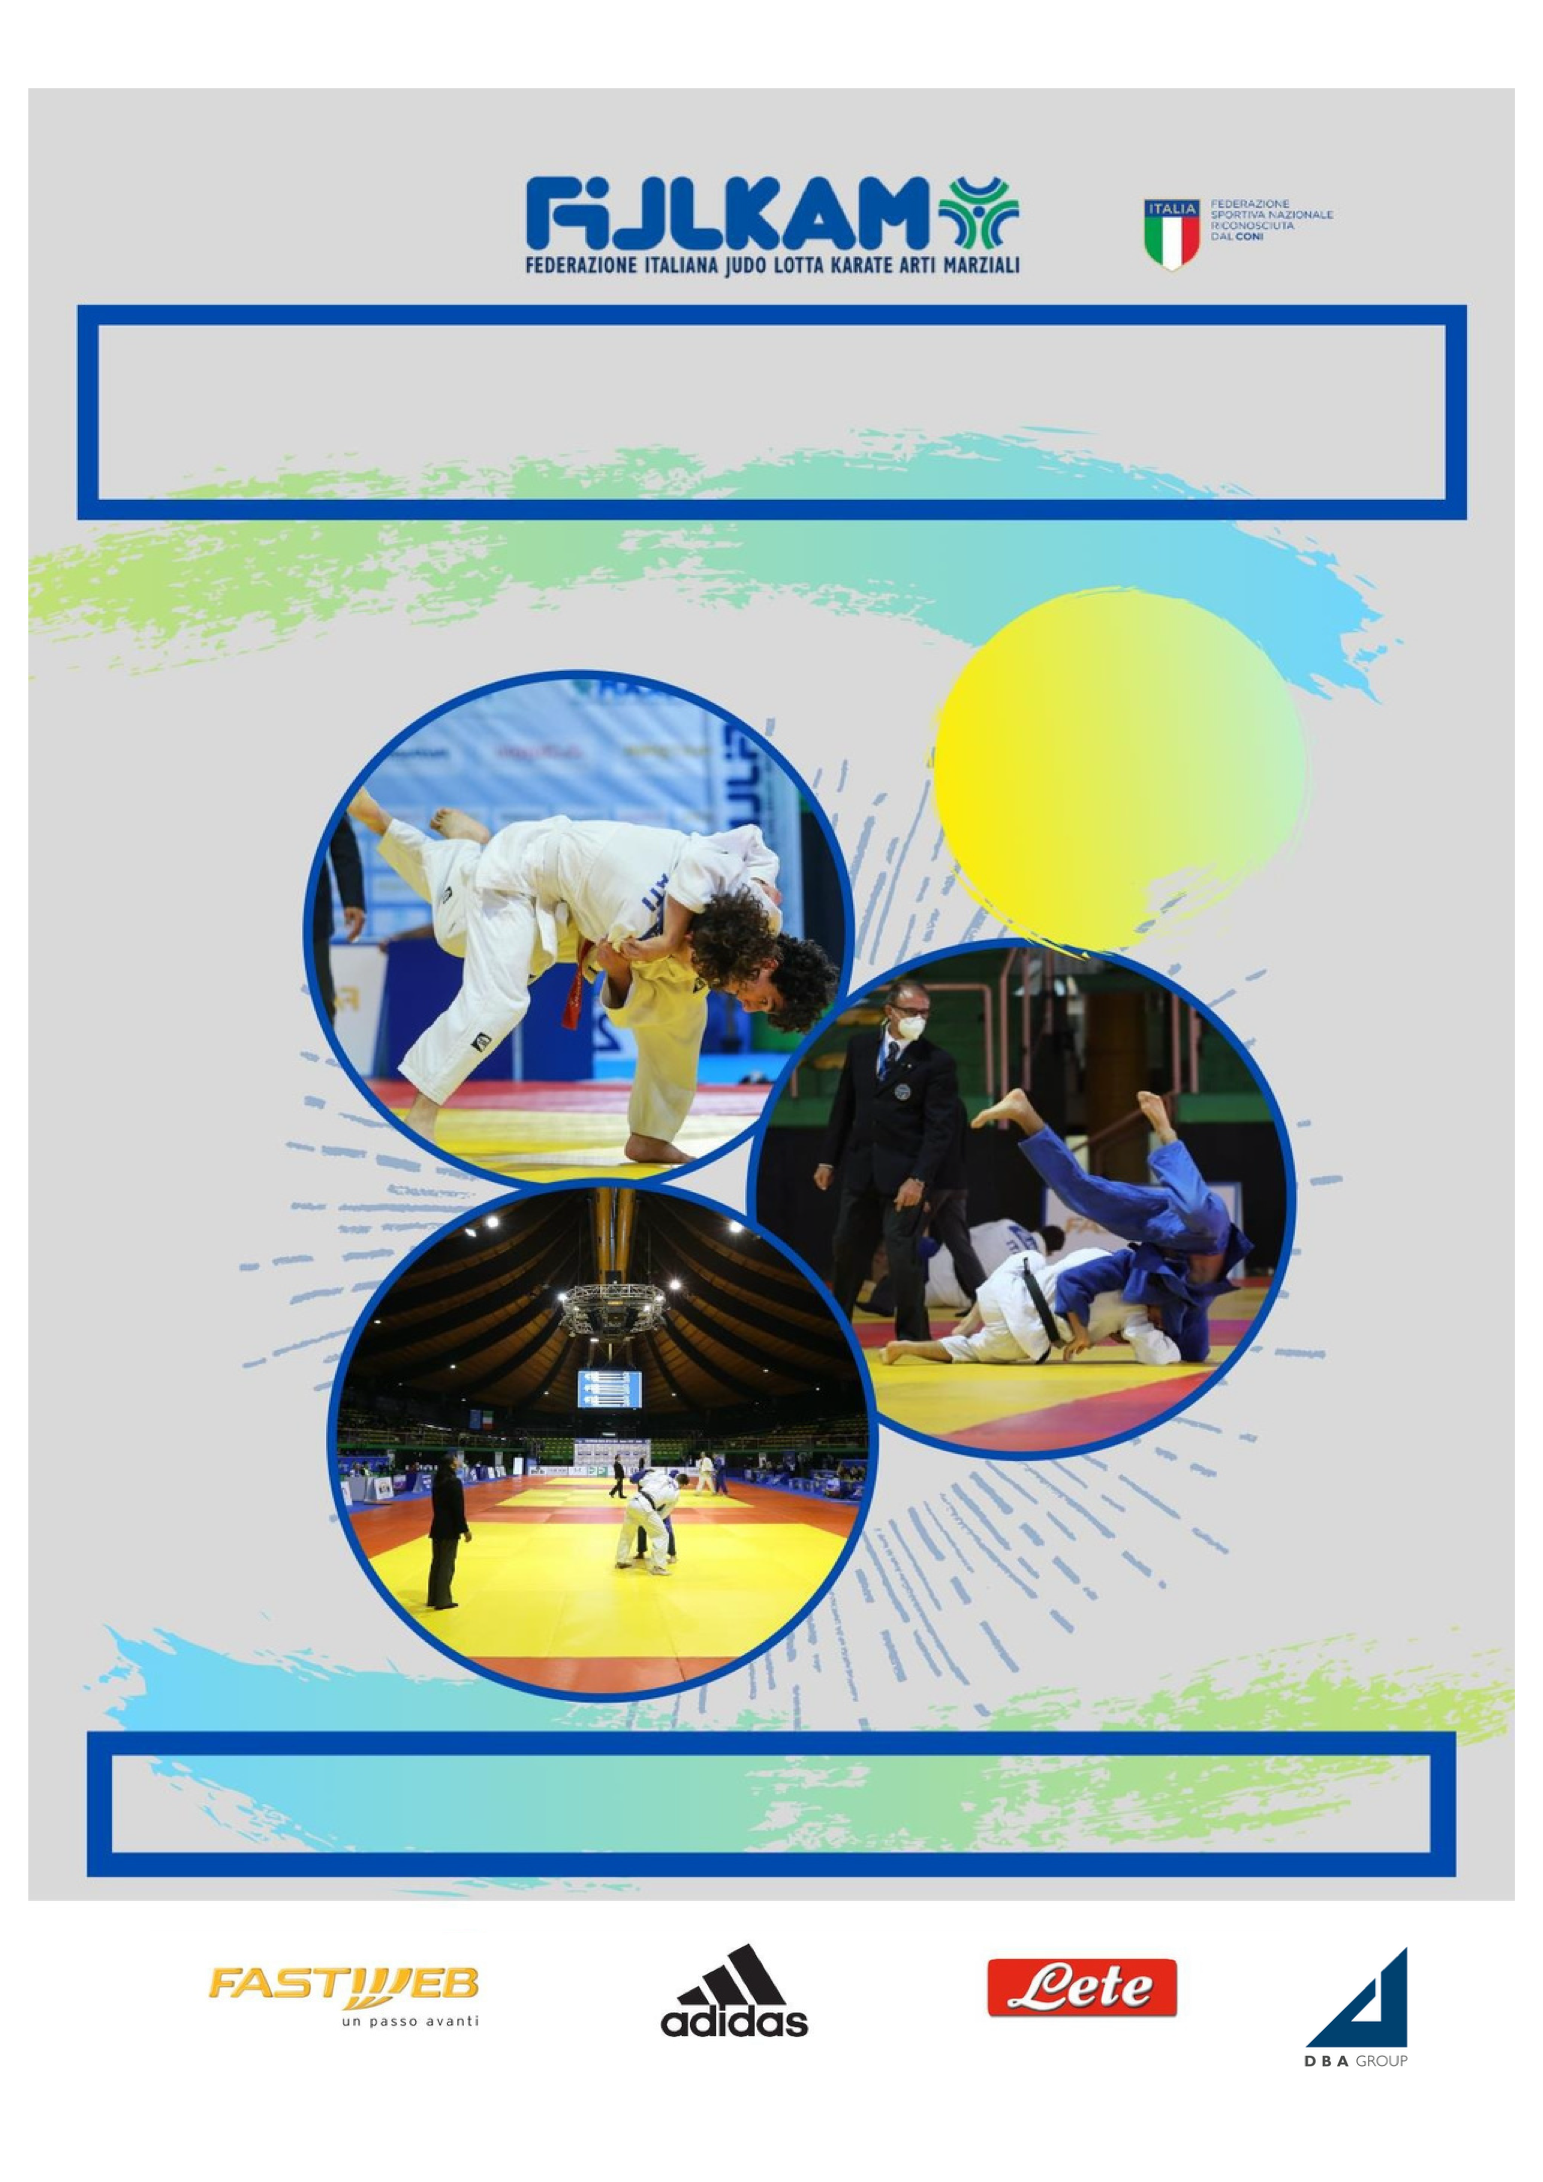 FIJLKAM
FEDERAZIONE ITALIANA JUDO LOTTA KARATE ARTI MARZIALI
ITALIA
FEDERAZIONE
SPORTIVA NAZIONALE
RICONOSCIUTA
DAL CONI
FASTWEB
un passo avanti
adidas
Lete
DBA GROUP